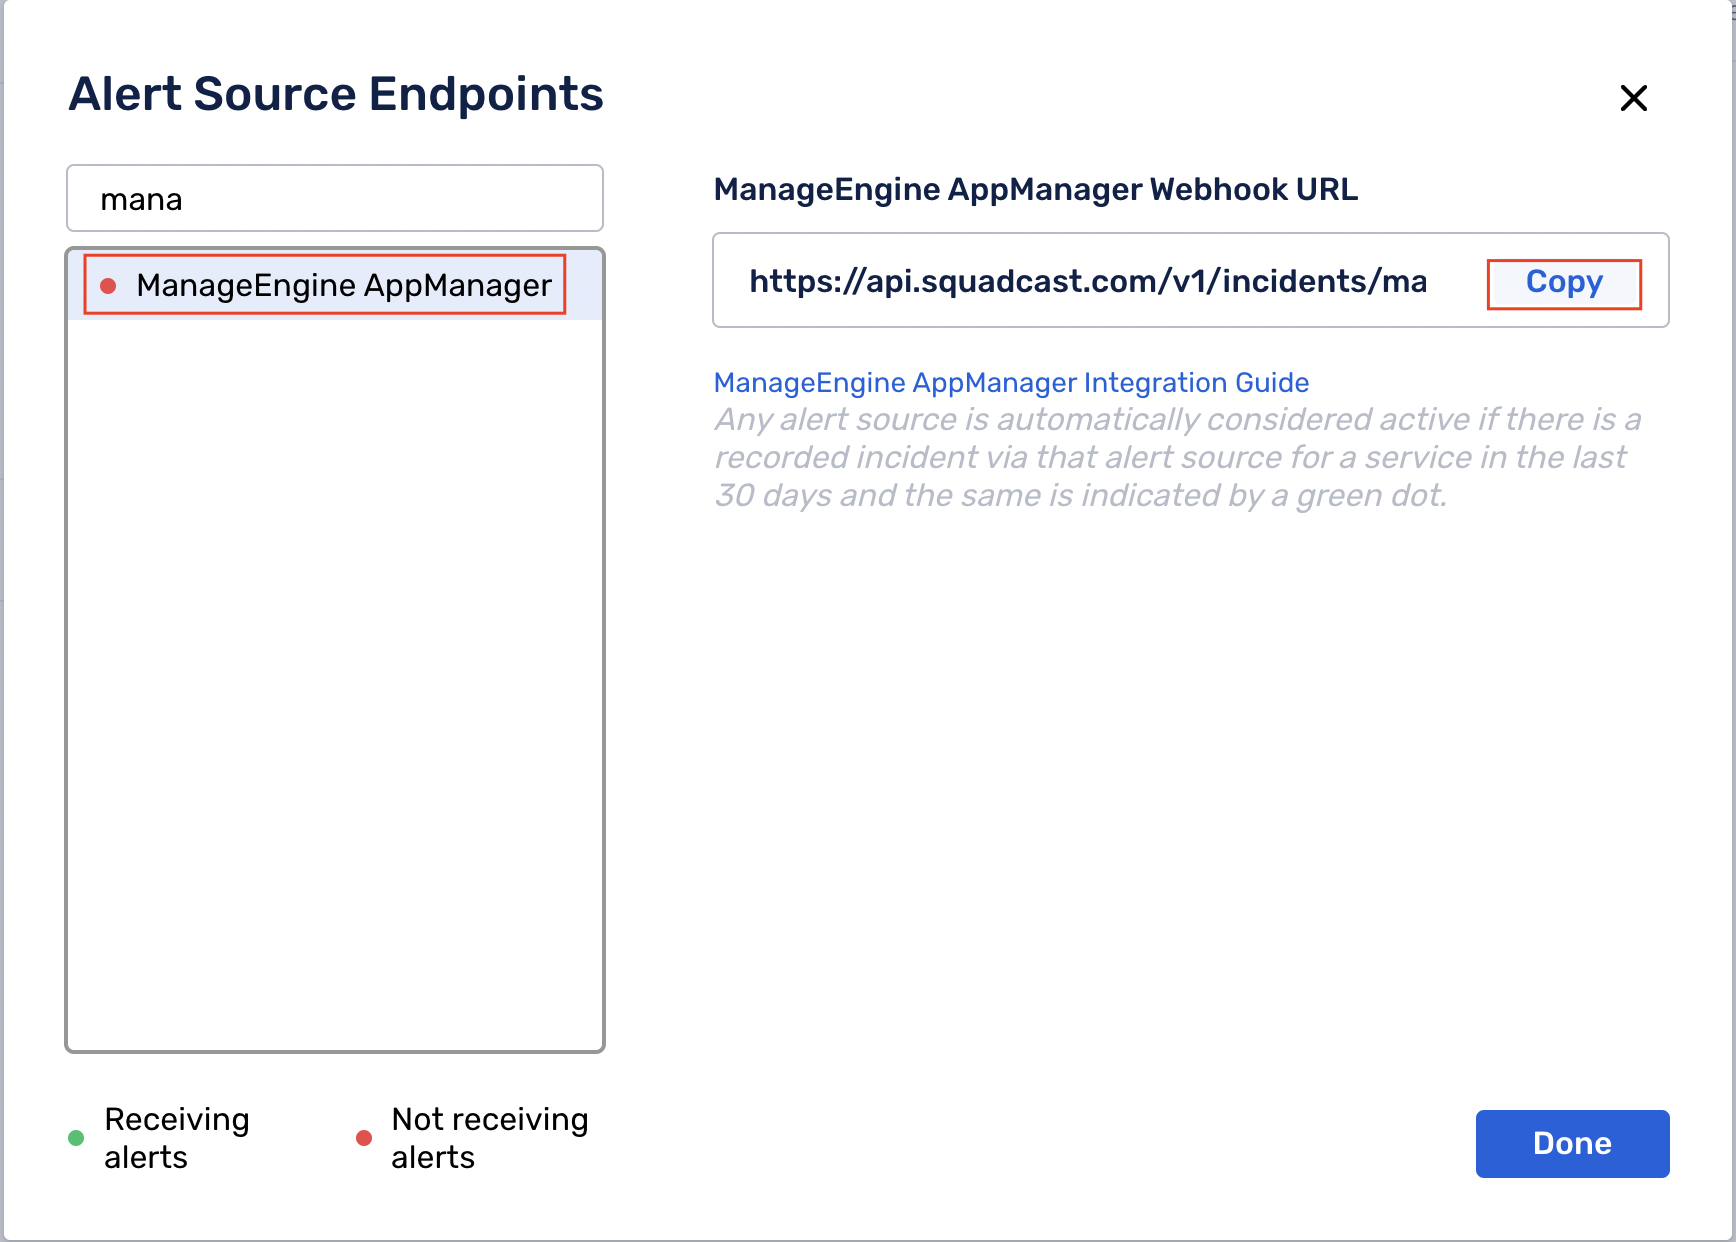 Alert Source Endpoints
mana
ManageEngine AppManager
ManageEngine AppManager Webhook URL
https://api.squadcast.com/v1/incidents/ma
Copy
ManageEngine AppManager Integration Guide
Any alert source is automatically considered active if there is a
recorded incident via that alert source for a service in the last
30 days and the same is indicated by a green dot.
Receiving
alerts
Not receiving
alerts
Done